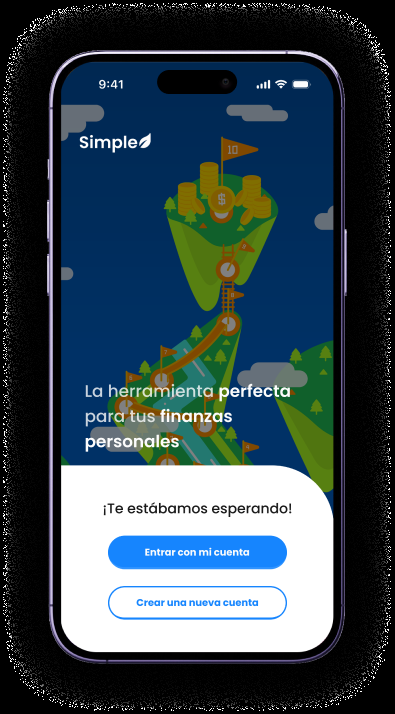 9:41
Simple
10
$
La herramienta perfecta
para tus finanzas
personales
¡Te estábamos esperando!
Entrar con mi cuenta
Crear una nueva cuenta